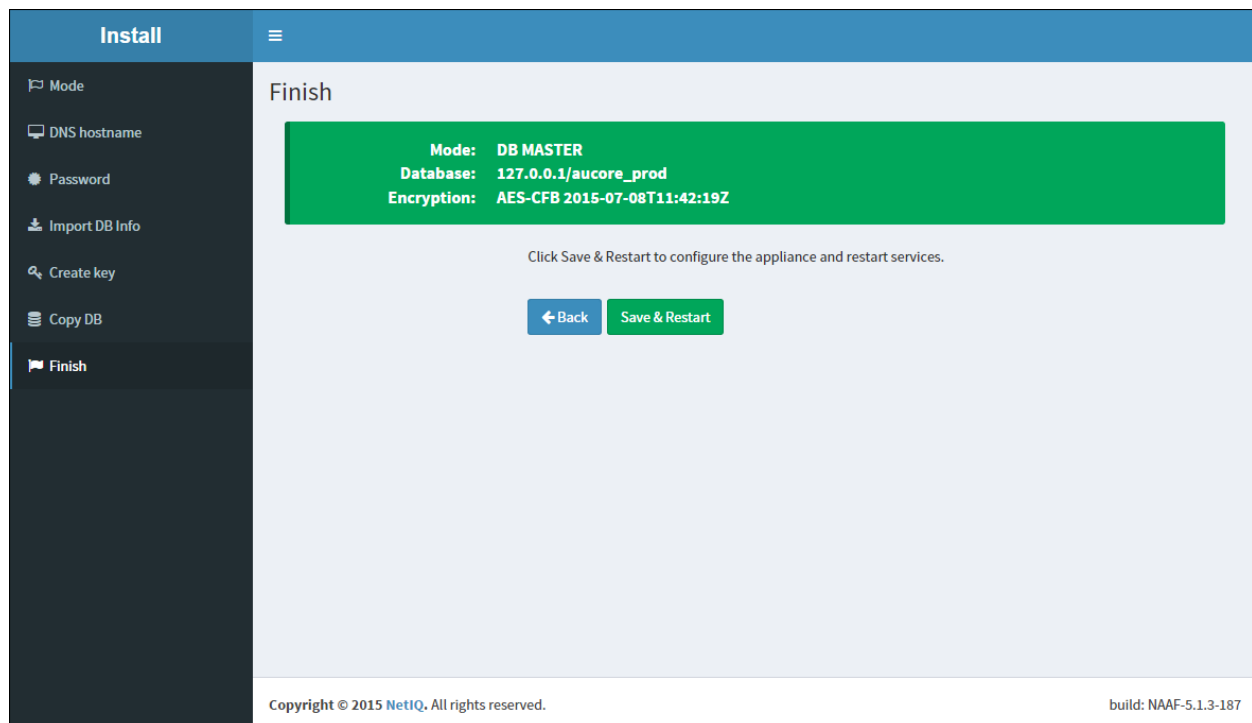 Install
Mode
DNS hostname
Password
Import DB Info
Create key
Copy DB
Finish
Finish
Mode: DB MASTER
Database: 127.0.0.1/aucore_prod
Encryption: AES-CFB 2015-07-08T11:42:19Z
Click Save & Restart to configure the appliance and restart services.
Back Save & Restart
Copyright © 2015 NetIQ. All rights reserved. build: NAAF-5.1.3-187